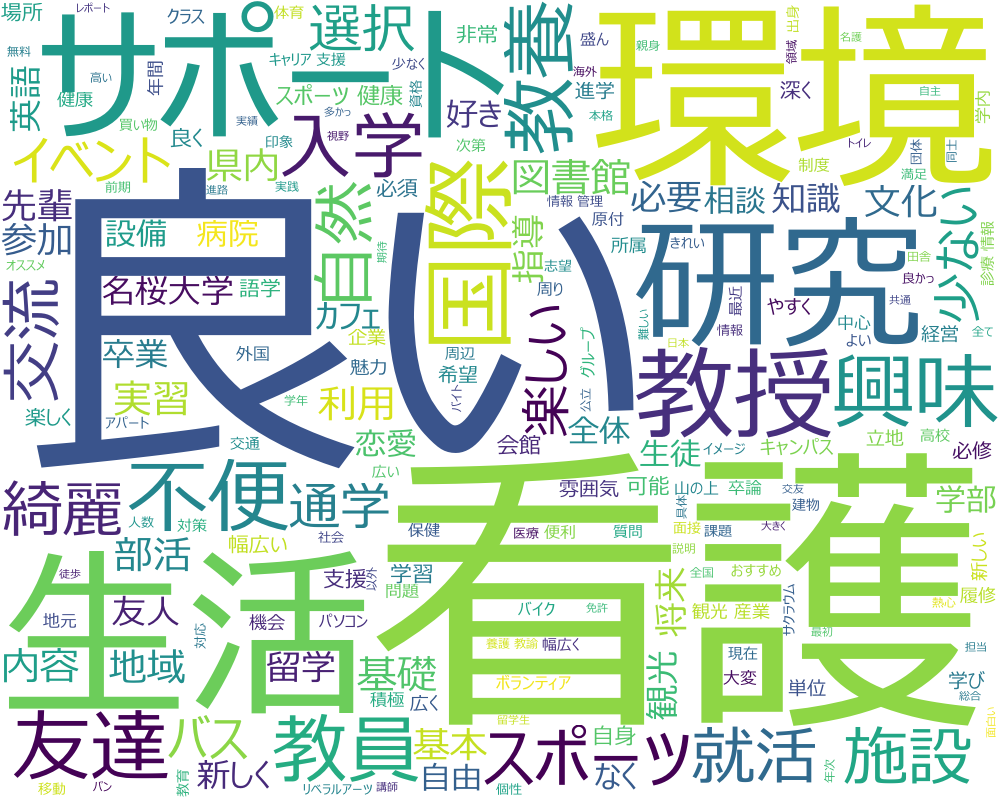 場所
レポート
クラス
体育
サポート
選択
非常
盛ん
教養
親身
出身
領域
名護
環境
無料
高い
年間
キャリア 支援
少なく
海外
英語
健康
スポーツ 健康
資格
進学
深く
自主
学内
買い物
良く
実績
多かっ
好き
本格
イベント
県内
印象
入学
視野
次第
制度
トイレ
団体
同士
満足
前期
進路
実践
必須
国際
図書館
情報 管理
原付
必要
相談
知識
文化
少ない
先輩
参加
設備
病院
自然
期待
指導
志望
所属
きれい
研究
田舎
良かっ
診療 情報
オススメ
交流
名桜大学
語学
カフェ
良い
楽しい
周り
グループ
難しい
最近
情報
やすく
中心
よい
共通
経営
全て
卒業
外国
企業
魅力
周辺
希望
バイト
公立
日本
教授
興味
実習
学年
利用
楽しく
アパート
交通
恋愛
広い
会館
全体
生徒
イメージ
キャンパス
立地
高校
必修
綺麗
不便
通学
雰囲気
可能
山の上
卒論
交友
建物
学部
人数
対策
幅広い
社会
保健
医療
便利
質問
具体
面接
課題
大きく
新しい
部活
支援
以外
学習
看護
説明
全国
おすすめ
徒歩
生活
問題
将来
観光 産業
サクラウム
熱心
履修
友人
地元
対応
機会
パソコン
バイク
免許
最初
内容
地域
留学
基礎
養護 教諭
幅広く
現在
担当
積極
広く
ボランティア
観光
大変
単位
学び
総合
友達
バス
教員
基本
留学生
自身
面白い
新しく
自由
スポーツ
なく
就活
施設
移動
パン
教育
リベラルアーツ
講師
個性
年次